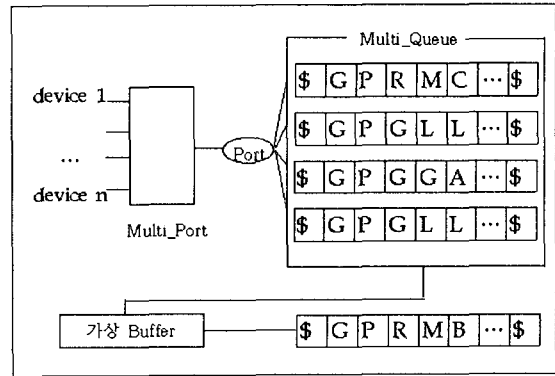 Multi_Queue
$ G P R M C ... $
$ G P G L L ... $
$ G P G G A ... $
$ G P G L L ... $
device 1
...
device n
Multi_Port
Port
가상 Buffer
$ G P R M B ... $